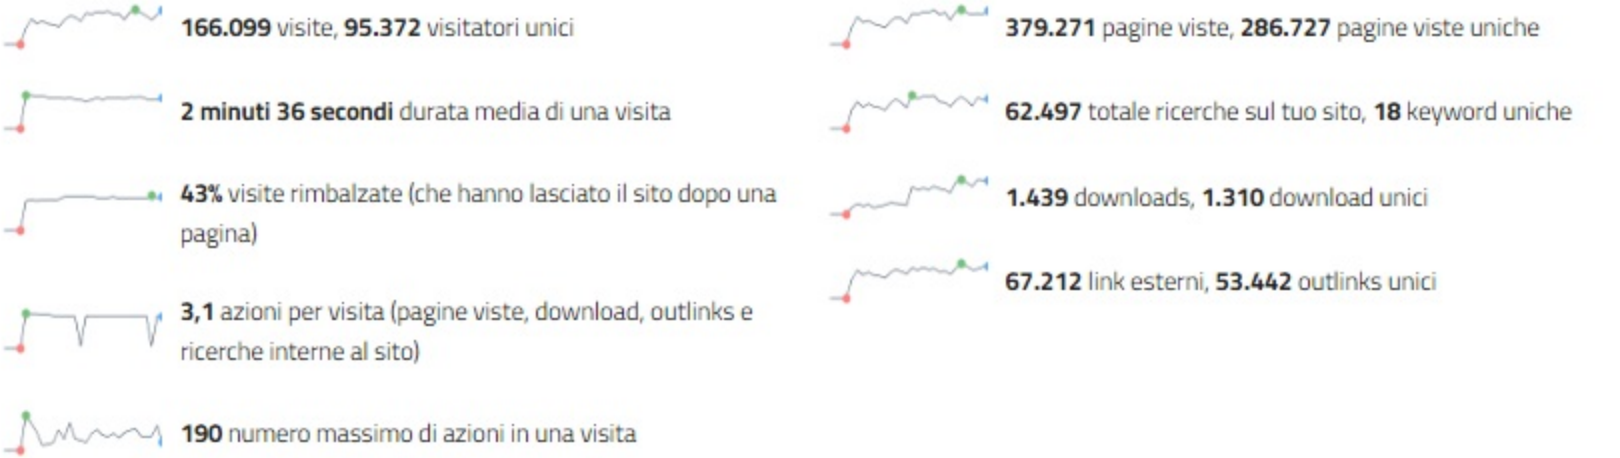 166.099 visite, 95.372 visitatori unici
2 minuti 36 secondi durata media di una visita
43% visite rimbalzate (che hanno lasciato il sito dopo una
pagina)
3,1 azioni per visita (pagine viste, download, outlinks e
ricerche interne al sito)
190 numero massimo di azioni in una visita
379.271 pagine viste, 286.727 pagine viste uniche
62.497 totale ricerche sul tuo sito, 18 keyword uniche
1.439 downloads, 1.310 download unici
67.212 link esterni, 53.442 outlinks unici